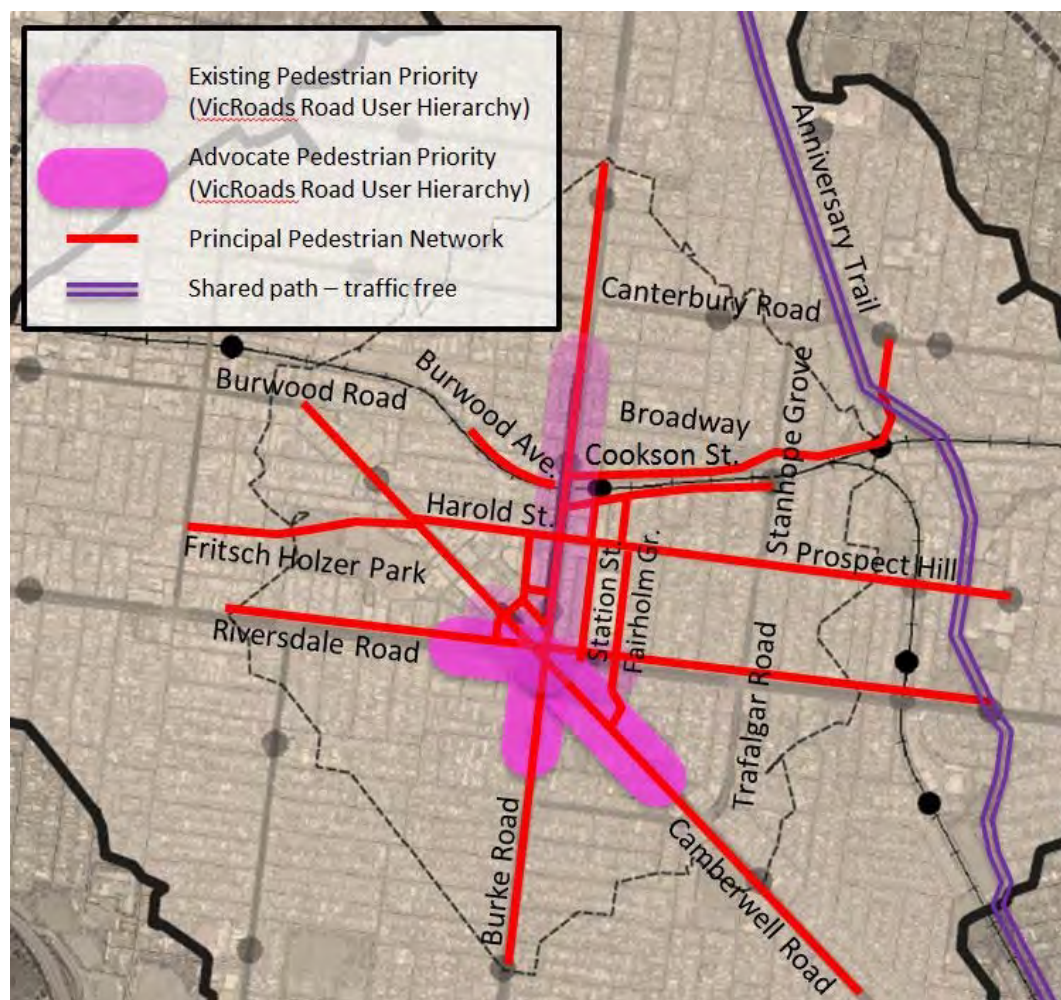 Existing Pedestrian Priority
(VicRoads Road User Hierarchy)
Advocate Pedestrian Priority
(VicRoads Road User Hierarchy)
Principal Pedestrian Network
Shared path – traffic free
Anniversary Trail
Canterbury Road
Burwood Road
Burwood Ave.
Broadway
Cookson St.
Stanhope Grove
Harold St.
Fritsch Holzer Park
Prospect Hill
Station St.
Fairholm Gr.
Riversdale Road
Trafalgar Road
Burke Road
Camberwell Road